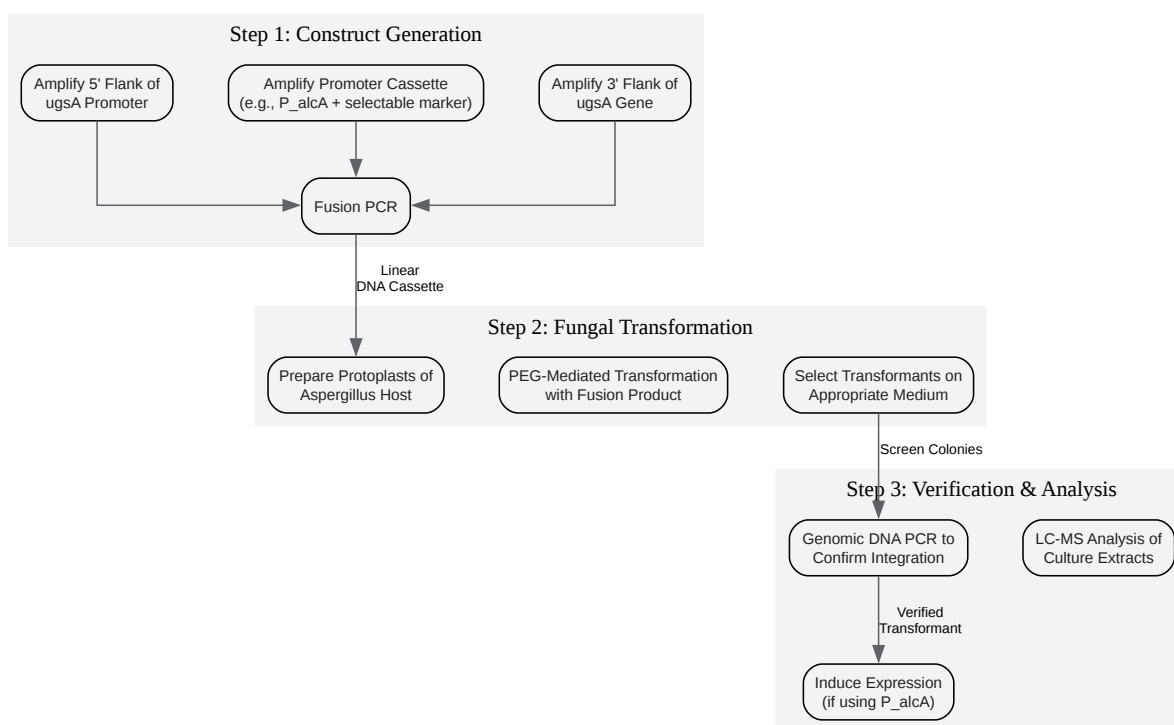 Step 1: Construct Generation
Amplify 5' Flank of
ugsA Promoter
Amplify Promoter Cassette
(e.g., P_alcA + selectable marker)
Amplify 3' Flank of
ugsA Gene
Fusion PCR
Linear
DNA Cassette
Step 2: Fungal Transformation
Prepare Protoplasts of
Aspergillus Host
PEG-Mediated Transformation
with Fusion Product
Select Transformants on
Appropriate Medium
Screen Colonies
Step 3: Verification & Analysis
Genomic DNA PCR to
Confirm Integration
LC-MS Analysis of
Culture Extracts
Verified
Transformant
Induce Expression
(if using P_alcA)